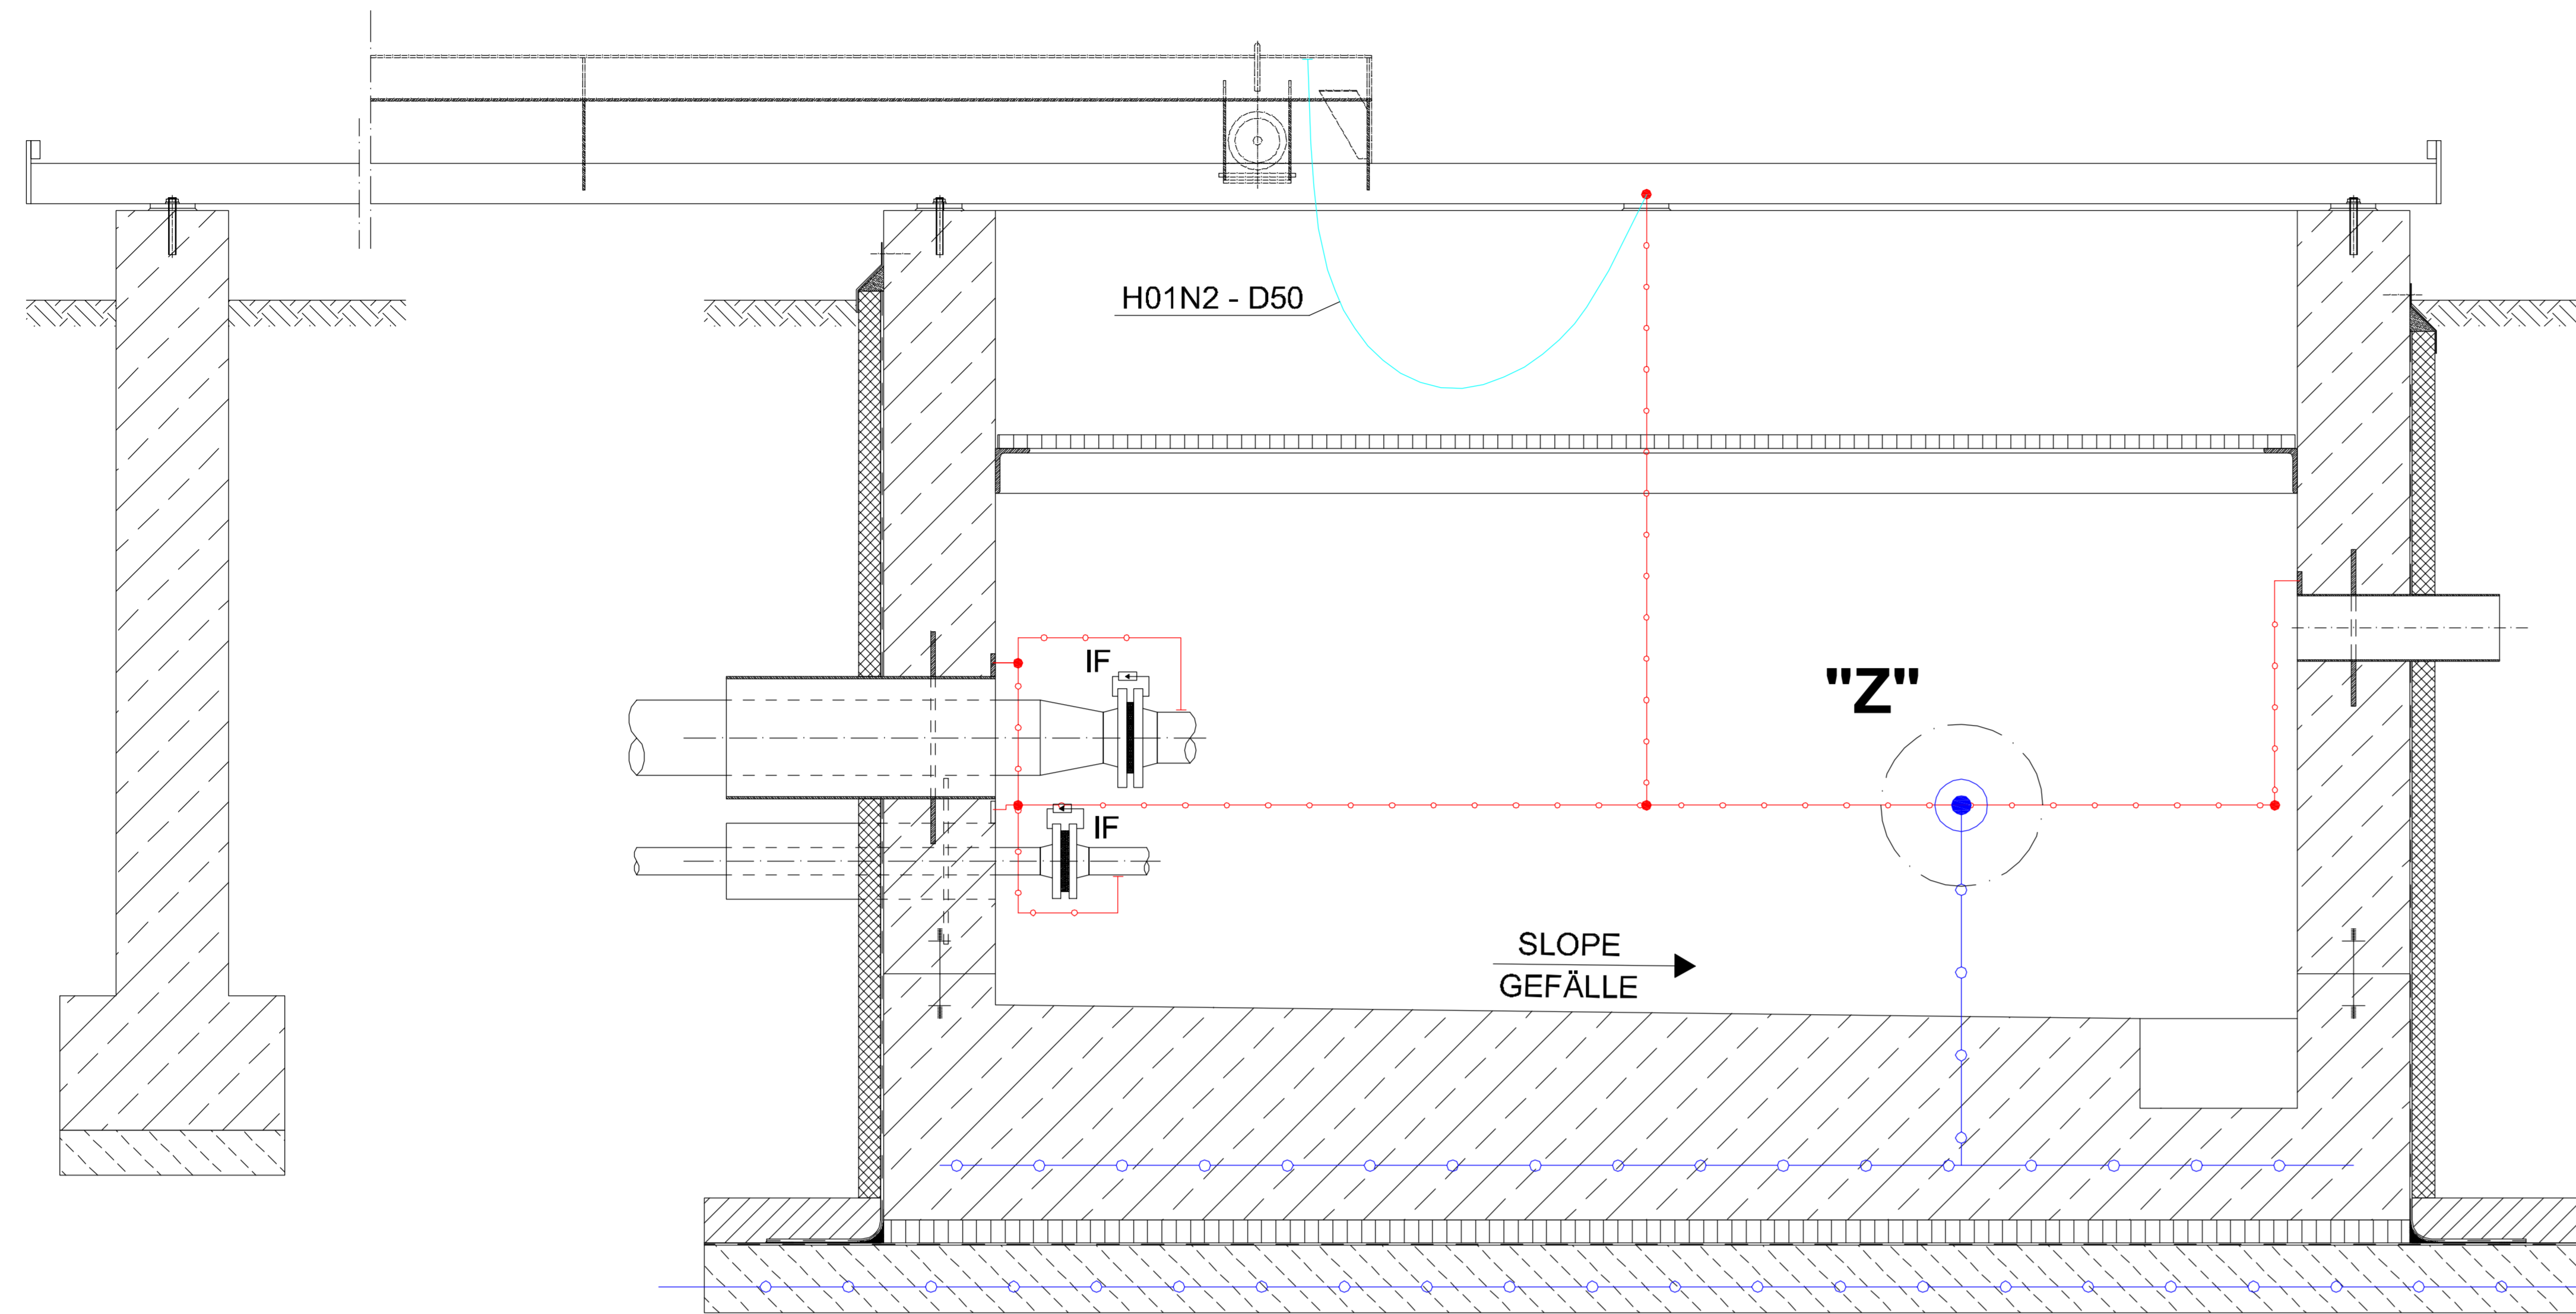 H01N2 - D50
IF
"Z"
IF
SLOPE
GEFÄLLE